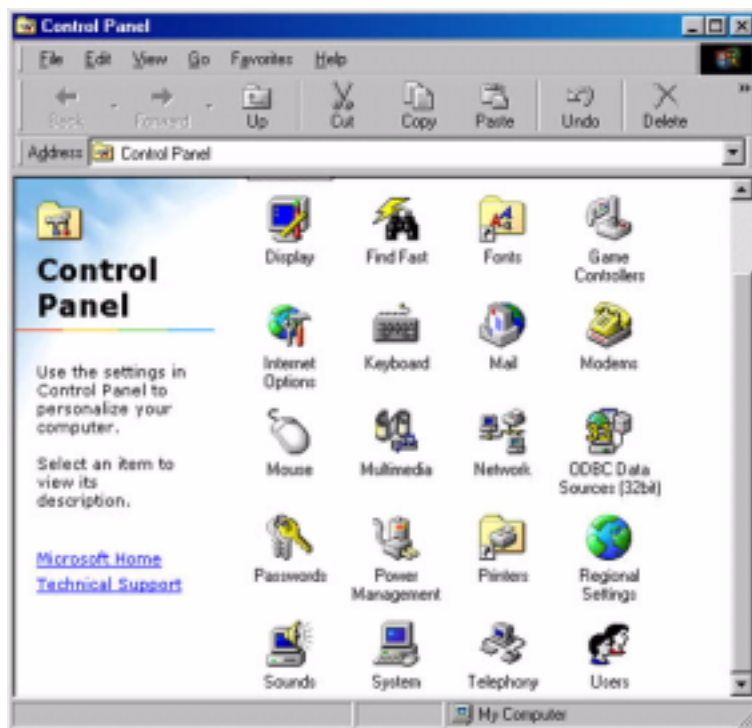 Control Panel
File Edit View Go Favorites Help
Back Forward Up Cut Copy Paste Undo Delete »
Address Control Panel
Control
Panel
Use the settings in
Control Panel to
personalize your
computer.
Select an item to
view its
description.
Microsoft Home
Technical Support
Display Find Fast Fonts Game
Controllers
Internet
Options Keyboard Mail Modems
Mouse Multimedia Network ODBC Data
Sources (32bit)
Passwords Power
Management Printers Regional
Settings
Sounds System Telephony Users
My Computer